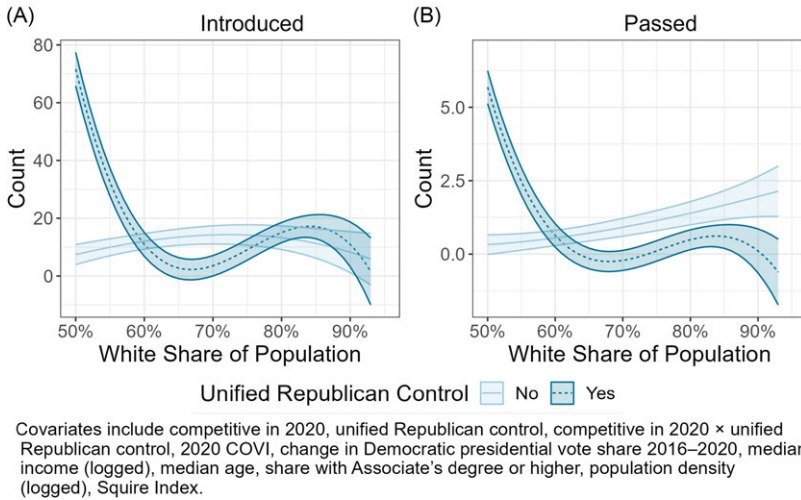 (A)
Introduced
80
60
40
20
0
Count
50% 60% 70% 80% 90%
White Share of Population
(B)
Passed
5.0
2.5
0.0
Count
50% 60% 70% 80% 90%
White Share of Population
Unified Republican Control No Yes
Covariates include competitive in 2020, unified Republican control, competitive in 2020 × unified
Republican control, 2020 COVI, change in Democratic presidential vote share 2016–2020, median
income (logged), median age, share with Associate's degree or higher, population density
(logged), Squire Index.